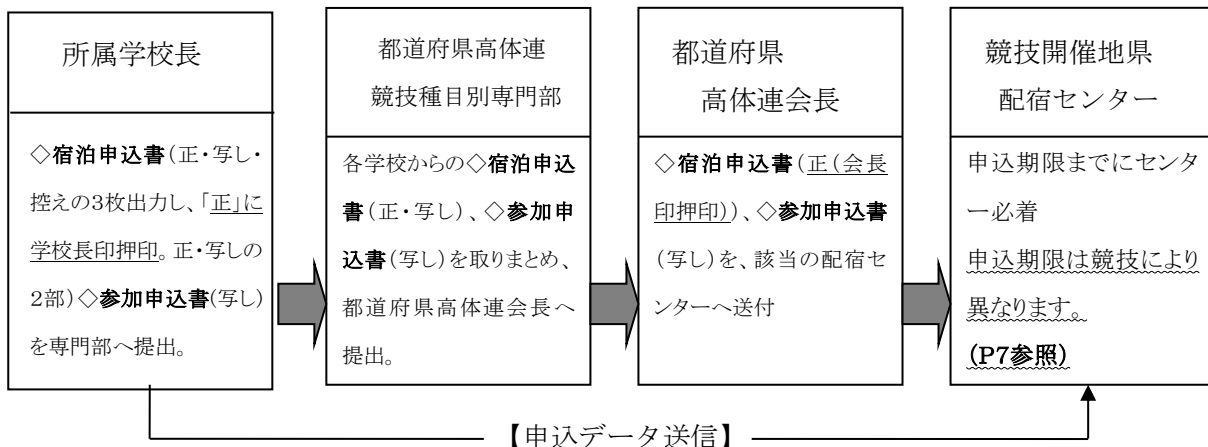 所属学校長
◇宿泊申込書(正・写し・
控えの3枚出力し、「正」に
学校長印押印。正・写しの
2部)◇参加申込書(写し)
を専門部へ提出。
都道府県高体連
競技種目別専門部
各学校からの◇宿泊申込
書(正・写し)、◇参加申
込書(写し)を取りまとめ、
都道府県高体連会長へ
提出。
都道府県
高体連会長
◇宿泊申込書(正(会長
印押印))、◇参加申込書
(写し)を、該当の配宿セ
ンターへ送付
競技開催地県
配宿センター
申込期限までにセンタ
ー必着
申込期限は競技により
異なります。
(P7参照)
【申込データ送信】